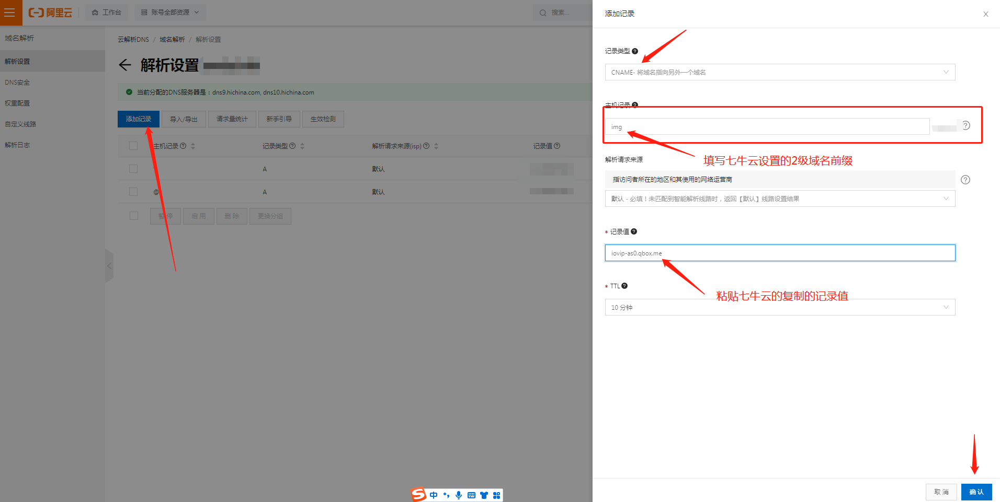 阿里云
工作台
账号全部资源
搜索...
域名解析
解析设置
DNS安全
权重配置
自定义线路
解析日志
云解析DNS / 域名解析 / 解析设置
解析设置
当前分配的DNS服务器是：dns9.hichina.com, dns10.hichina.com
添加记录
导入/导出
请求量统计
新手引导
生效检测
主机记录
记录类型
解析请求来源(isp)
记录值
A
默认
@
A
默认
暂停
启用
删除
更换分组
添加记录
记录类型
CNAME- 将域名指向另外一个域名
主机记录
img
填写七牛云设置的2级域名前缀
解析请求来源
指访问者所在的地区和其使用的网络运营商
默认 - 必填！未匹配到智能解析线路时，返回【默认】线路设置结果
* 记录值
iovip-as0.qbox.me
* TTL
粘贴七牛云的复制的记录值
10 分钟
取消
确认
中